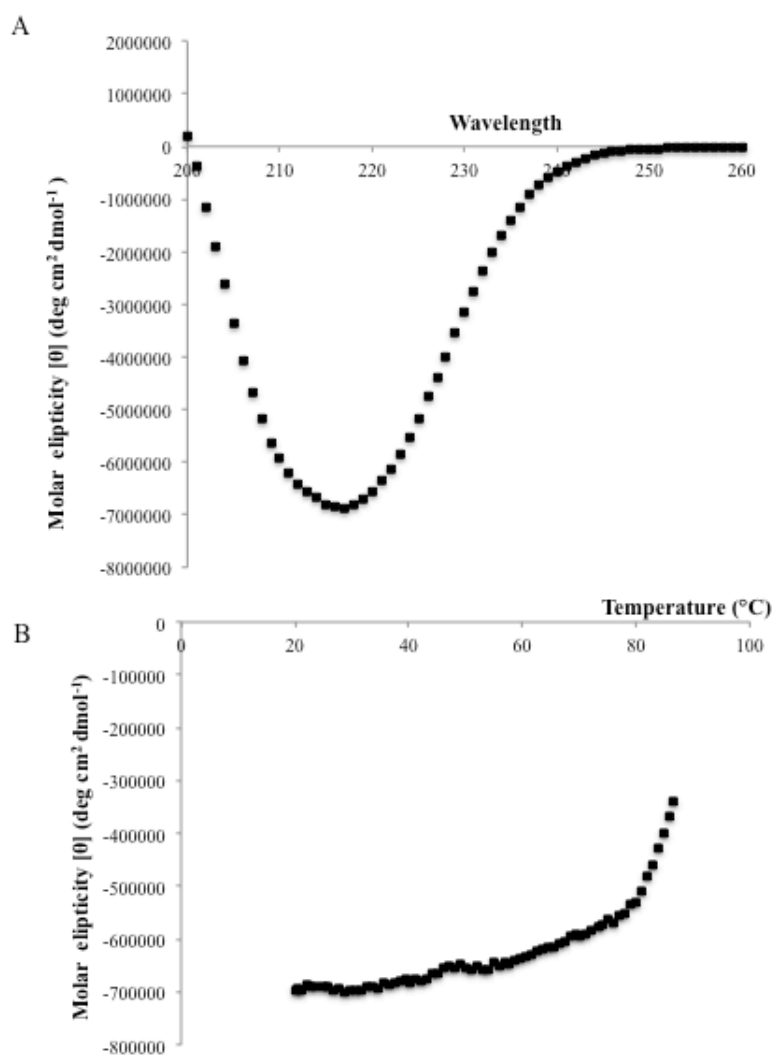 A
2000000
1000000
Wavelength
0
200 210 220 230 240 250 260
-1000000
-2000000
-3000000
-4000000
-5000000
-6000000
-7000000
-8000000
Molar elipticity [θ] (deg cm² dmol⁻¹ )
B
Temperature (°C)
0
0 20 40 60 80 100
-100000
-200000
-300000
-400000
-500000
-600000
-700000
-800000
Molar elipticity [θ] (deg cm² dmol⁻¹)